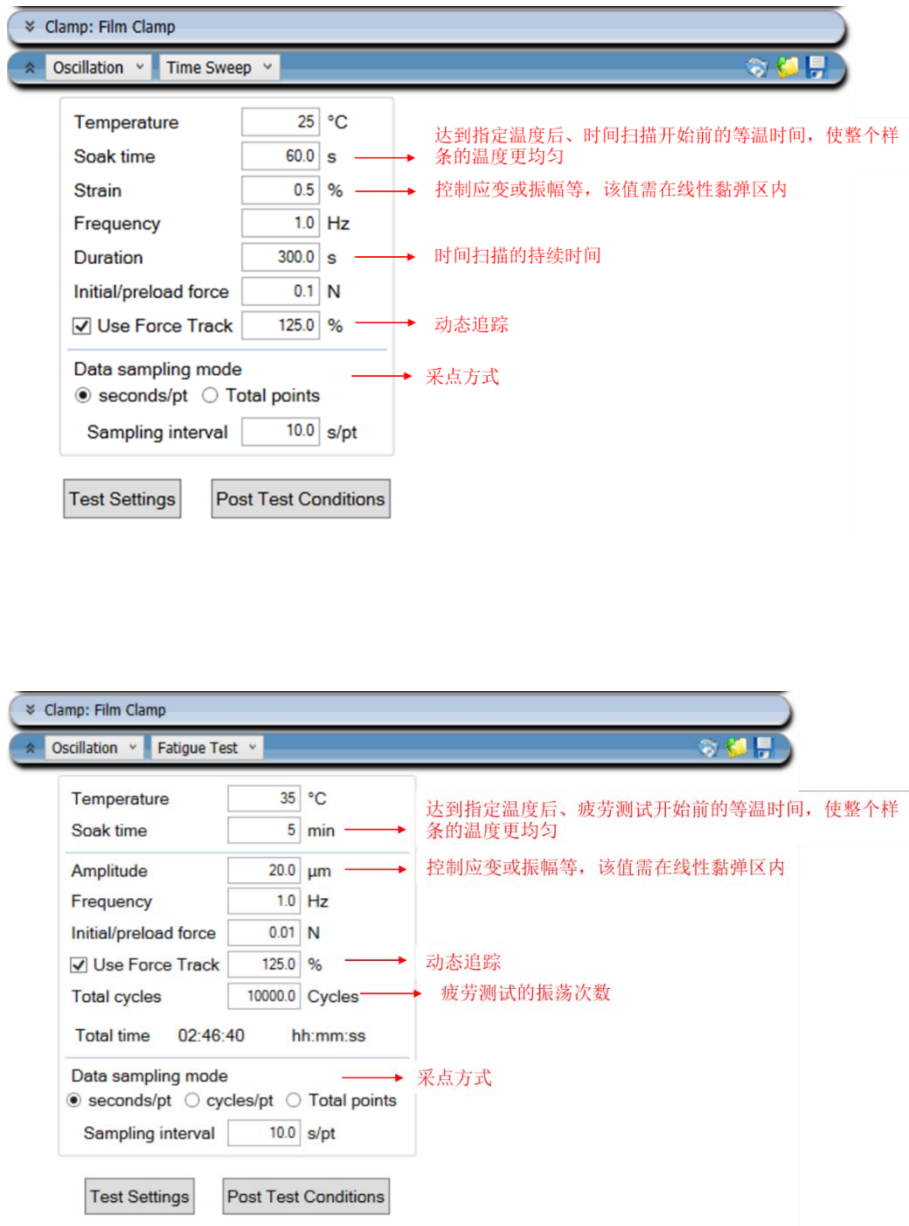 Clamp: Film Clamp
Oscillation Time Sweep
Temperature 25 °C
Soak time 60.0 s
达到指定温度后、时间扫描开始前的等温时间，使整个样
条的温度更均匀
Strain 0.5 %
控制应变或振幅等，该值需在线性黏弹区内
Frequency 1.0 Hz
Duration 300.0 s
时间扫描的持续时间
Initial/preload force 0.1 N
Use Force Track 125.0 %
动态追踪
Data sampling mode
采点方式
seconds/pt Total points
Sampling interval 10.0 s/pt
Test Settings Post Test Conditions
Clamp: Film Clamp
Oscillation Fatigue Test
Temperature 35 °C
Soak time 5 min
达到指定温度后、疲劳测试开始前的等温时间，使整个样
条的温度更均匀
Amplitude 20.0 µm
控制应变或振幅等，该值需在线性黏弹区内
Frequency 1.0 Hz
Initial/preload force 0.01 N
Use Force Track 125.0 %
动态追踪
Total cycles 10000.0 Cycles
疲劳测试的振荡次数
Total time 02:46:40 hh:mm:ss
Data sampling mode
采点方式
seconds/pt cycles/pt Total points
Sampling interval 10.0 s/pt
Test Settings Post Test Conditions